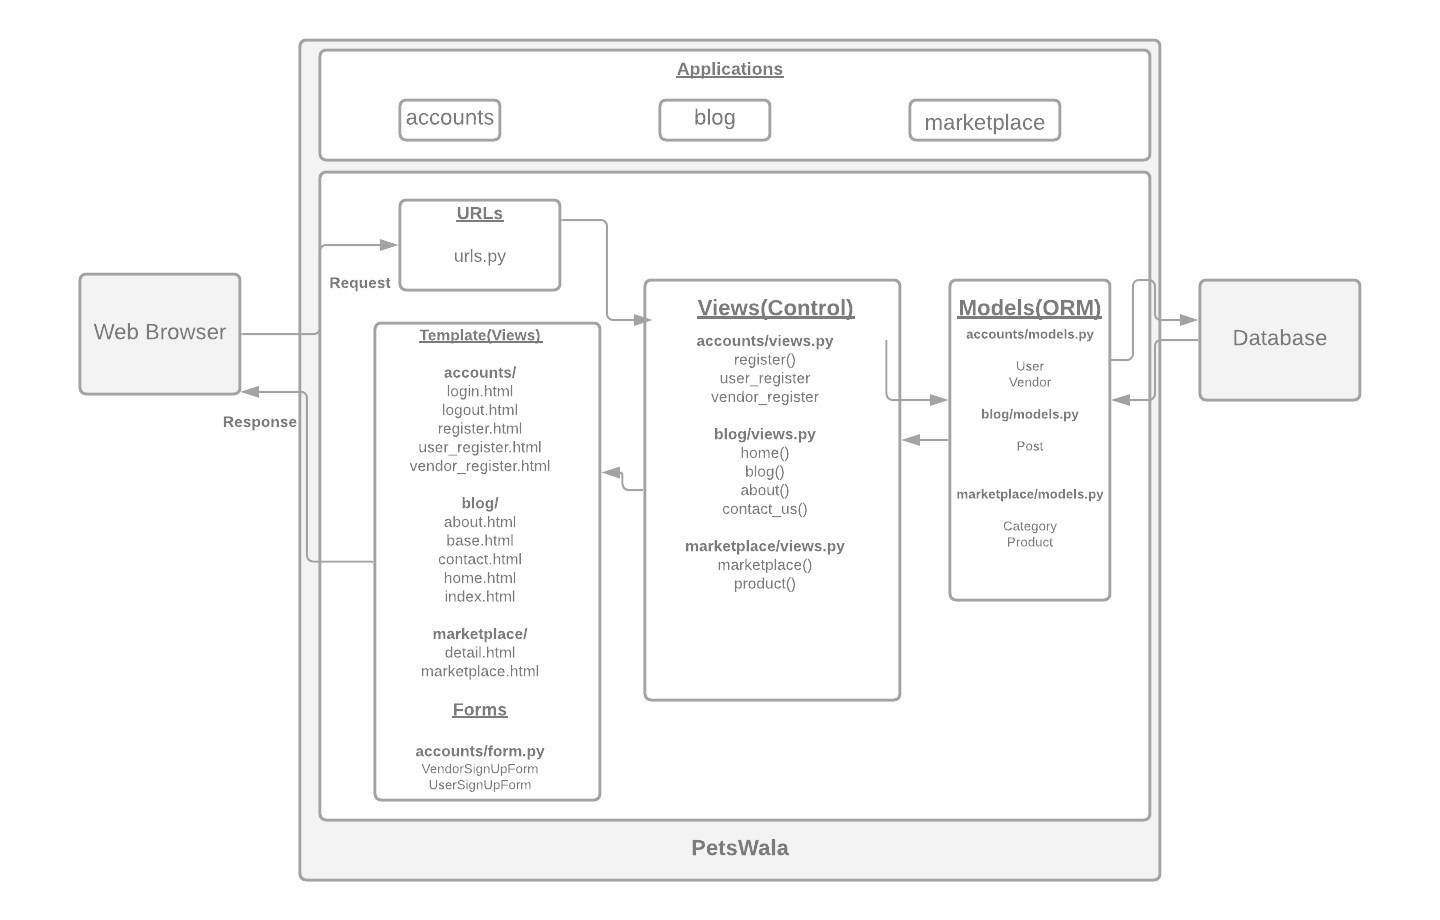 Applications
accounts
blog
marketplace
URLs
urls.py
Request
Web Browser
Response
Template(Views)
accounts/
login.html
logout.html
register.html
user_register.html
vendor_register.html
blog/
about.html
base.html
contact.html
home.html
index.html
marketplace/
detail.html
marketplace.html
Forms
accounts/form.py
VendorSignUpForm
UserSignUpForm
Views(Control)
accounts/views.py
register()
user_register
vendor_register
blog/views.py
home()
blog()
about()
contact_us()
marketplace/views.py
marketplace()
product()
Models(ORM)
accounts/models.py
User
Vendor
blog/models.py
Post
marketplace/models.py
Category
Product
Database
PetsWala